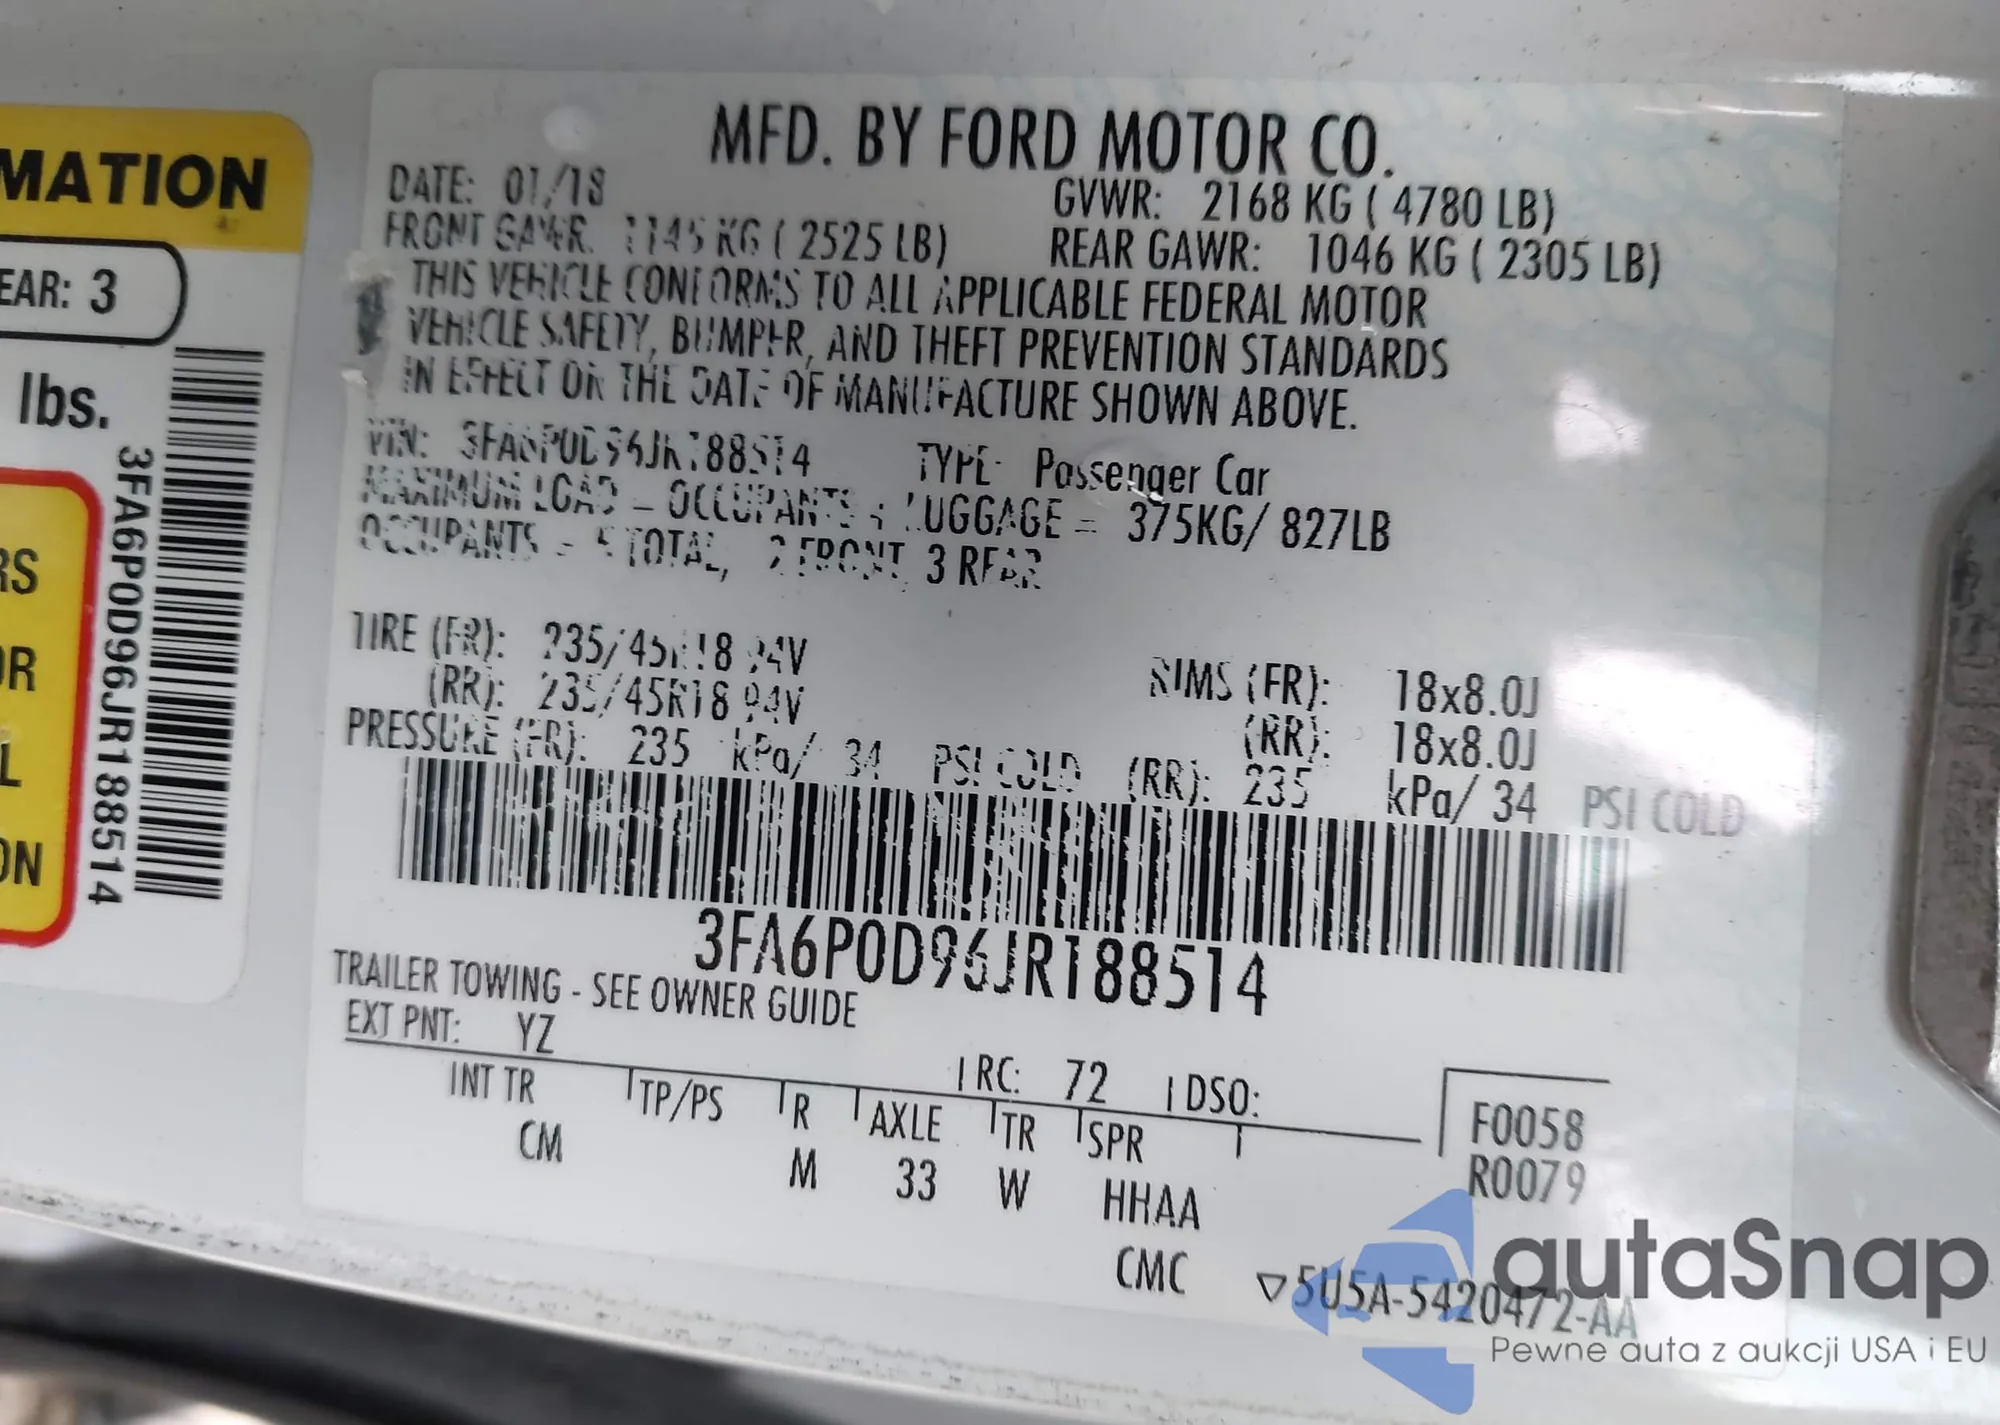 MATION
EAR: 3
lbs.
3FA6P0D96JR188514
RS
OR
L
ON
MFD. BY FORD MOTOR CO.
DATE: 01/18
GVWR: 2168 KG ( 4780 LB)
FRONT GAWR: 1145 KG ( 2525 LB)
REAR GAWR: 1046 KG ( 2305 LB)
THIS VEHICLE CONFORMS TO ALL APPLICABLE FEDERAL MOTOR
VEHICLE SAFETY, BUMPER, AND THEFT PREVENTION STANDARDS
IN EFFECT ON THE DATE OF MANUFACTURE SHOWN ABOVE.
VIN: 3FA6P0D96JR188514 TYPE: Passenger Car
MAXIMUM LOAD = OCCUPANTS + LUGGAGE = 375KG/ 827LB
OCCUPANTS = 5 TOTAL, 2 FRONT, 3 REAR
TIRE (FR): 235/45R18 94V
RIMS (FR): 18x8.0J
(RR): 235/45R18 94V
(RR): 18x8.0J
PRESSURE (FR): 235 kPa/ 34 PSI COLD (RR): 235 kPa/ 34 PSI COLD
3FA6P0D96JR188514
TRAILER TOWING - SEE OWNER GUIDE
EXT PNT: YZ
RC: 72 DSO:
INT TR TP/PS R AXLE TR SPR
CM M 33 W HHAA
CMC
F0058
R0079
5U5A-5420472-AA
autaSnap
Pewne auta z aukcji USA i EU